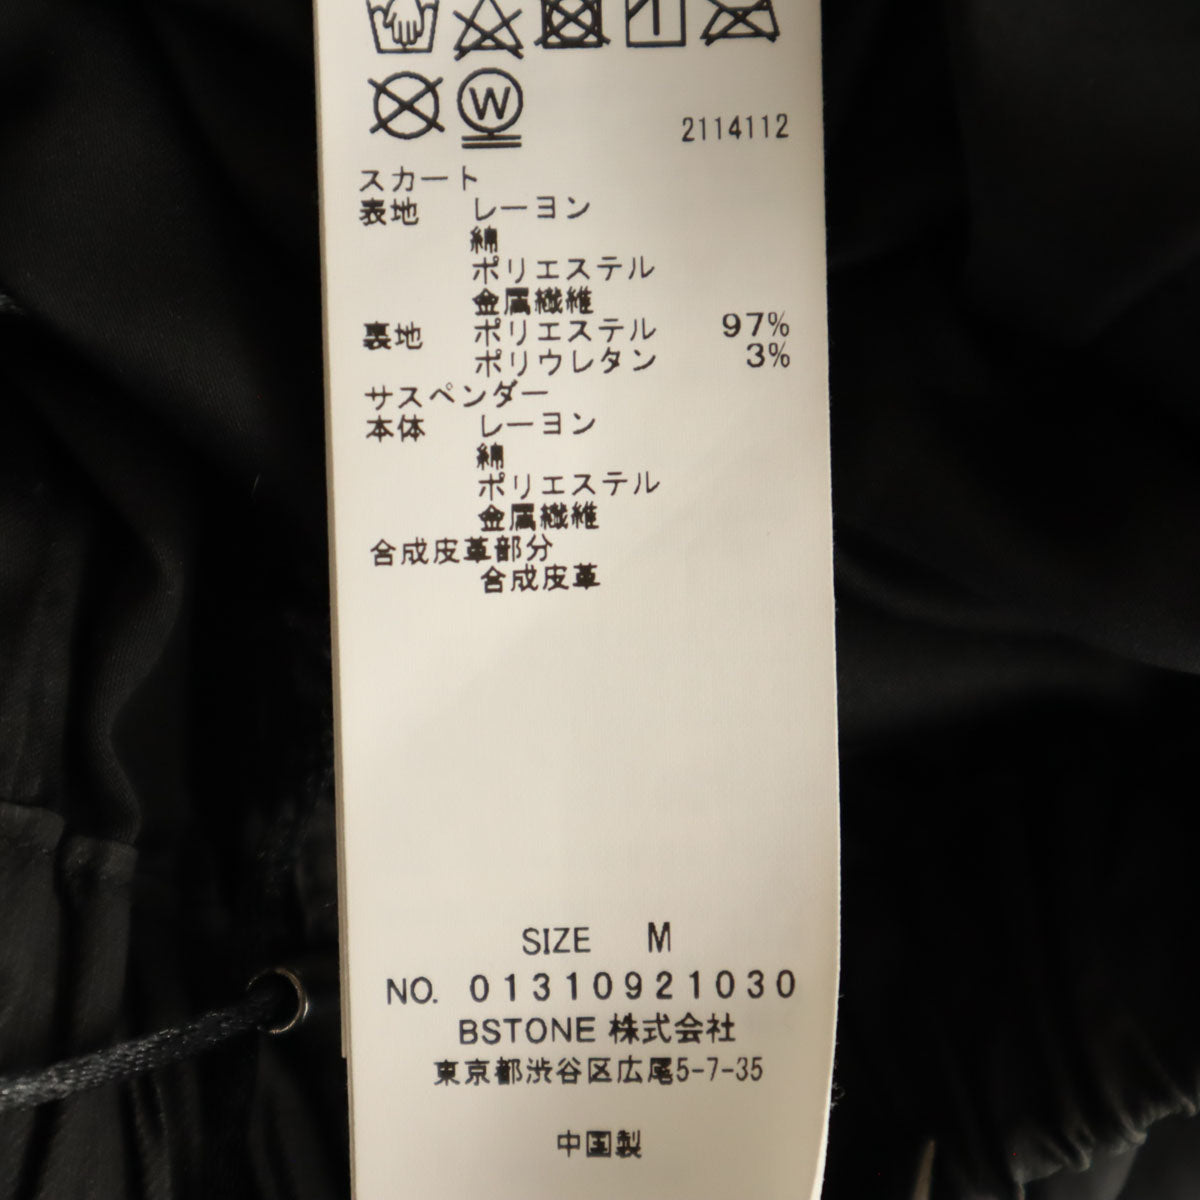 W
2114112
スカート
表地 レーヨン
綿
ポリエステル
金属繊維
裏地 ポリエステル 97%
ポリウレタン 3%
サスペンダー
本体 レーヨン
綿
ポリエステル
金属繊維
合成皮革部分
合成皮革
SIZE M
NO. 01310921030
BSTONE 株式会社
東京都渋谷区広尾5-7-35
中国製